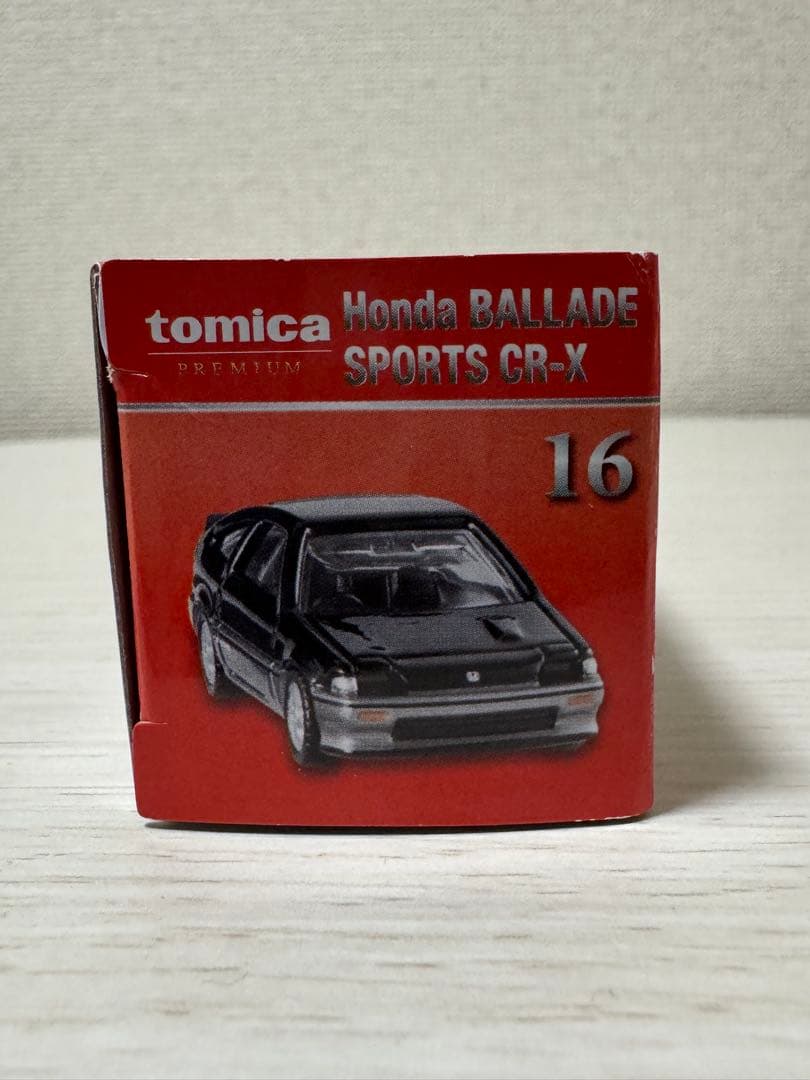 tomica
PREMIUM
Honda BALLADE
SPORTS CR-X
16